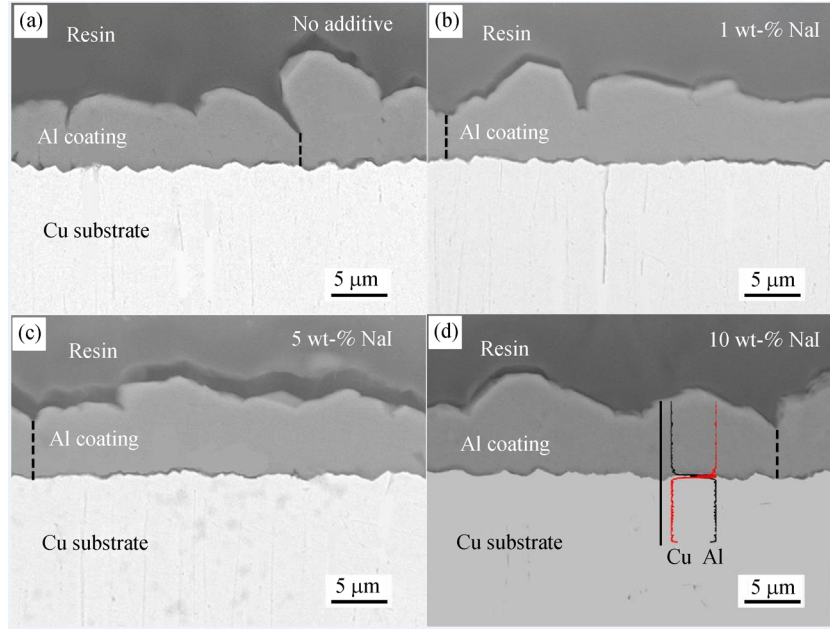 (a)
No additive
Resin
Al coating
Cu substrate
5 μm
(b)
1 wt-% NaI
Resin
Al coating
5 μm
(c)
5 wt-% NaI
Resin
Al coating
Cu substrate
5 μm
(d)
10 wt-% NaI
Resin
Al coating
Cu substrate
Cu Al
5 μm